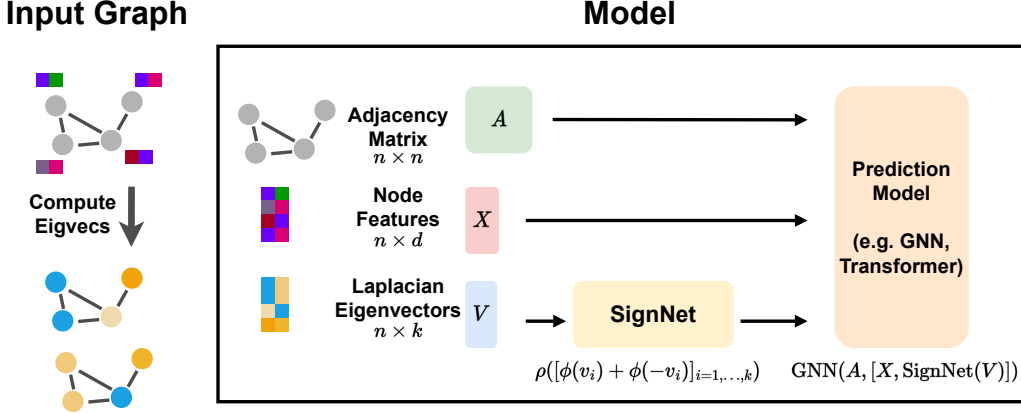 Input Graph
Model
Compute
Eigvecs
Adjacency
Matrix
n × n
A
Node
Features
n × d
X
Laplacian
Eigenvectors
n × k
V
SignNet
ρ([ϕ(v_i) + ϕ(−v_i)]_{i=1,…,k})
Prediction
Model
(e.g. GNN,
Transformer)
GNN(A, [X, SignNet(V)])